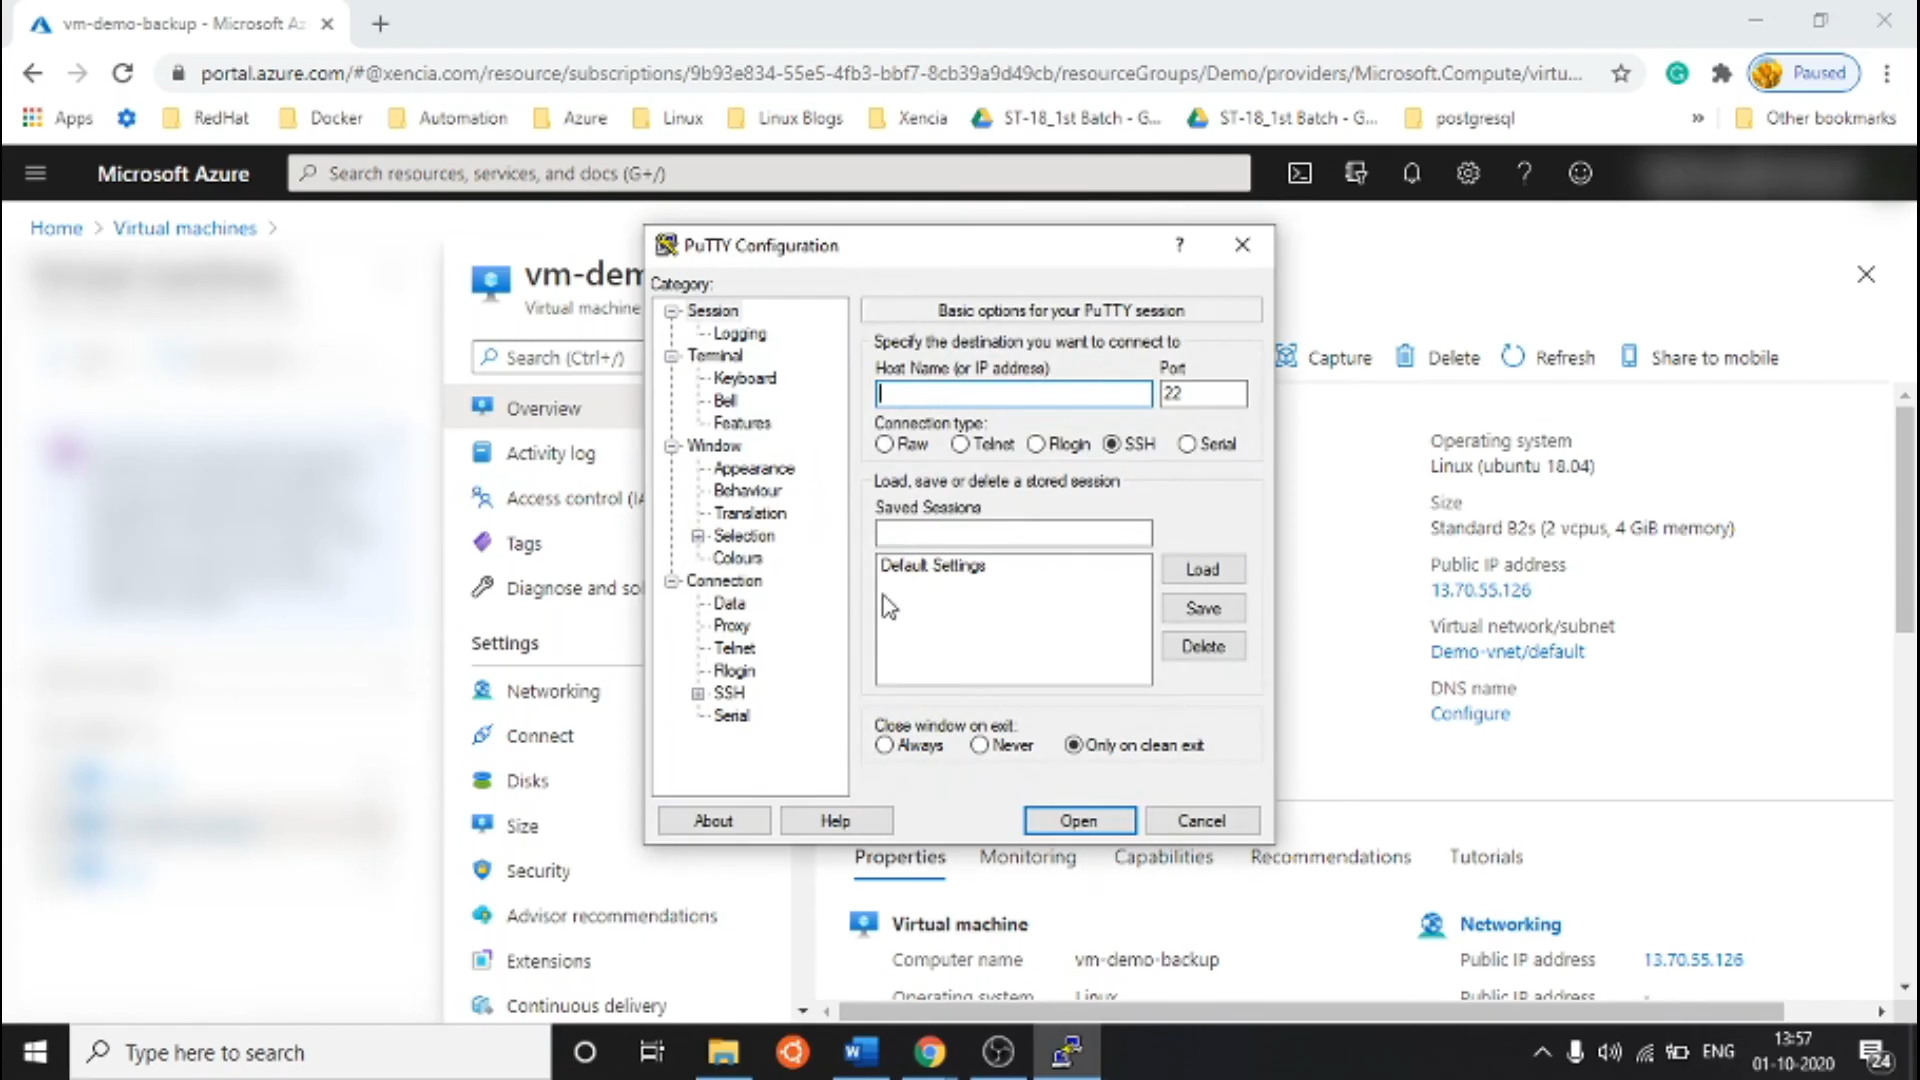 vm-demo-backup - Microsoft Az
portal.azure.com/#@xencia.com/resource/subscriptions/9b93e834-55e5-4fb3-bbf7-8cb39a9d49cb/resourceGroups/Demo/providers/Microsoft.Compute/virtu...
Paused
Apps
RedHat
Docker
Automation
Azure
Linux
Linux Blogs
Xencia
ST-18_1st Batch - G...
ST-18_1st Batch - G...
postgresql
»
Other bookmarks
Microsoft Azure
Search resources, services, and docs (G+/)
Home > Virtual machines >
vm-dem
Virtual machine
Search (Ctrl+/)
Overview
Activity log
Access control (IA
Tags
Diagnose and sol
Settings
Networking
Connect
Disks
Size
Security
Advisor recommendations
Extensions
Continuous delivery
PuTTY Configuration
?
Category:
Session
Logging
Terminal
Keyboard
Bell
Features
Window
Appearance
Behaviour
Translation
Selection
Colours
Connection
Data
Proxy
Telnet
Rlogin
SSH
Serial
Basic options for your PuTTY session
Specify the destination you want to connect to
Host Name (or IP address)
Port
22
Connection type:
Raw
Telnet
Rlogin
SSH
Serial
Load, save or delete a stored session
Saved Sessions
Default Settings
Load
Save
Delete
Close window on exit:
Always
Never
Only on clean exit
About
Help
Open
Cancel
Capture
Delete
Refresh
Share to mobile
Operating system
Linux (ubuntu 18.04)
Size
Standard B2s (2 vcpus, 4 GiB memory)
Public IP address
13.70.55.126
Virtual network/subnet
Demo-vnet/default
DNS name
Configure
Properties
Monitoring
Capabilities
Recommendations
Tutorials
Virtual machine
Computer name
vm-demo-backup
Operating system
Linux
Networking
Public IP address
13.70.55.126
Public IP address
-
Type here to search
ENG
13:57
01-10-2020
24